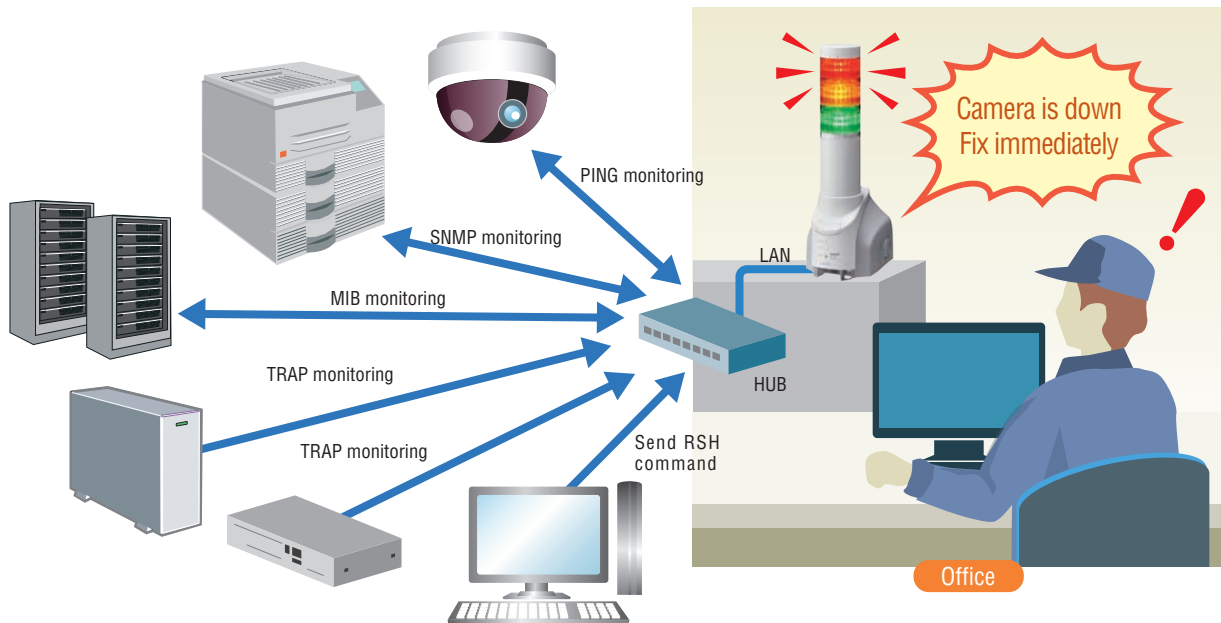 PING monitoring
Camera is down
Fix immediately
SNMP monitoring
LAN
MIB monitoring
HUB
TRAP monitoring
TRAP monitoring
Send RSH
command
Office